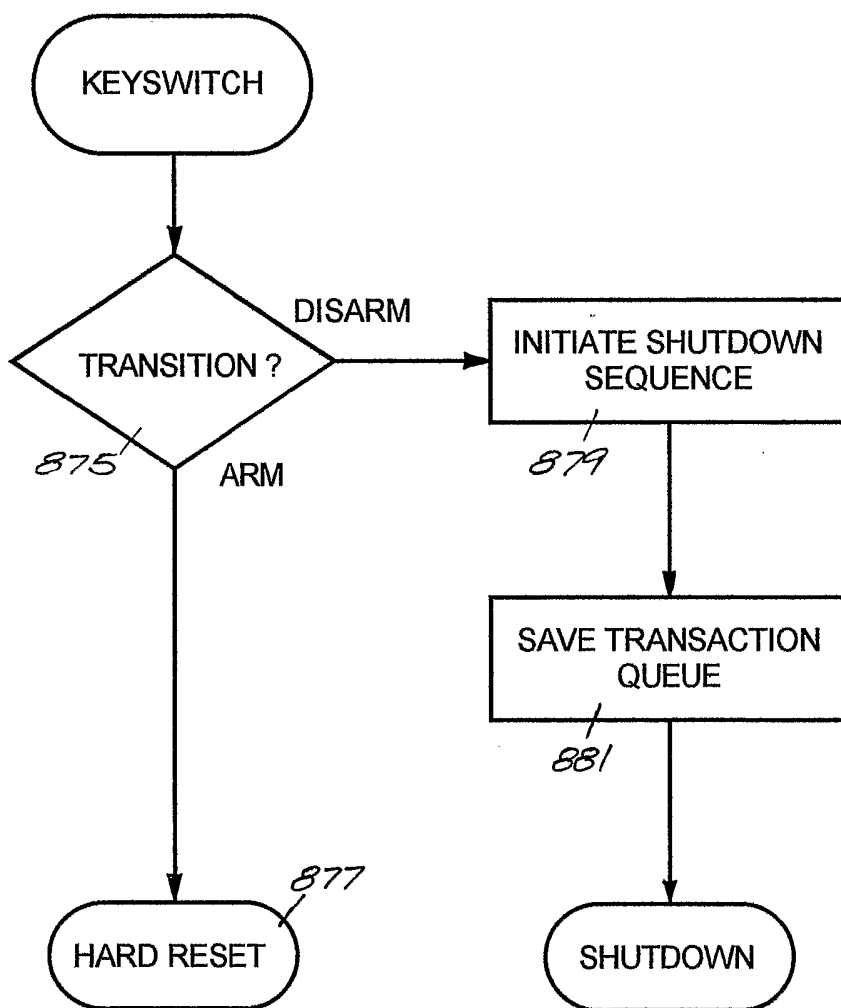 KEYSWITCH
TRANSITION ?
DISARM
875
ARM
INITIATE SHUTDOWN
SEQUENCE
879
SAVE TRANSACTION
QUEUE
881
877
HARD RESET
SHUTDOWN